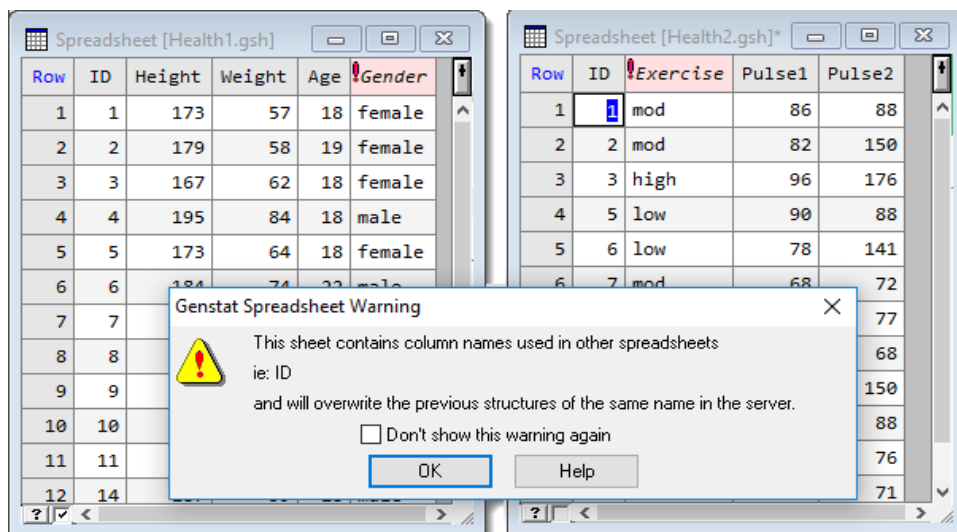 Spreadsheet [Health1.gsh]
Row ID Height Weight Age !Gender
1 1 173 57 18 female
2 2 179 58 19 female
3 3 167 62 18 female
4 4 195 84 18 male
5 5 173 64 18 female
6 6 184 74 22 male
7 7
8 8
9 9
10 10
11 11
12 14
?
Spreadsheet [Health2.gsh]*
Row ID !Exercise Pulse1 Pulse2
1 1 mod 86 88
2 2 mod 82 150
3 3 high 96 176
4 5 low 90 88
5 6 low 78 141
6 7 mod 68 72
77
68
150
88
76
71
?
Genstat Spreadsheet Warning
This sheet contains column names used in other spreadsheets
ie: ID
and will overwrite the previous structures of the same name in the server.
Don't show this warning again
OK Help